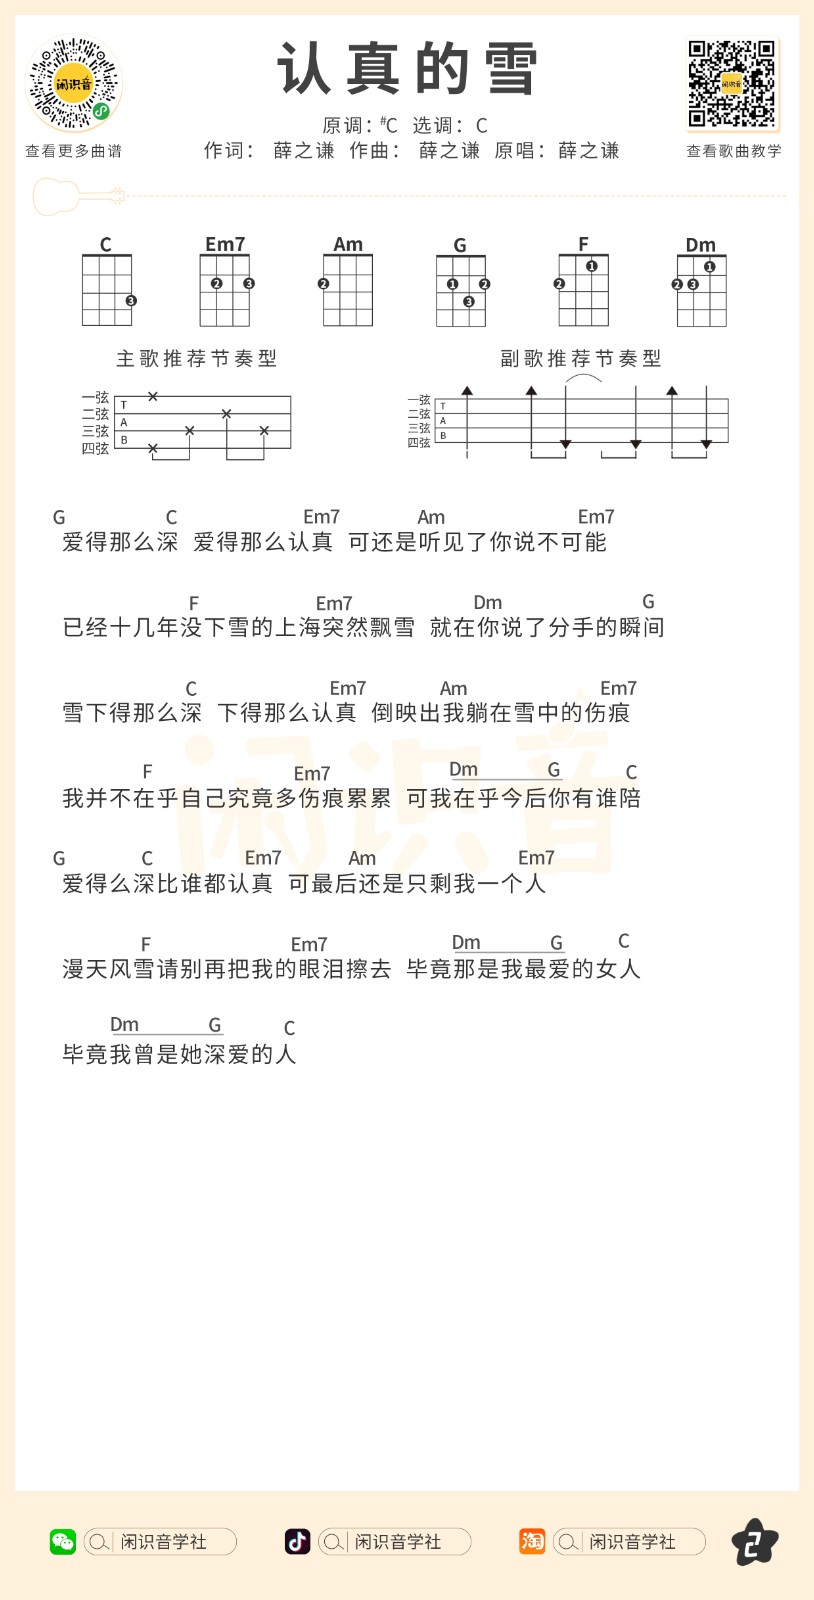 认真的雪
闲识音
查看更多曲谱
原调：#C 选调：C
作词： 薛之谦 作曲： 薛之谦 原唱：薛之谦
查看歌曲教学
C Em7 Am G F Dm
3 2 3 2 1 2 3 1 2 1 2 3
主歌推荐节奏型 副歌推荐节奏型
一弦 T
二弦 A
三弦 B
四弦
一弦 T
二弦 A
三弦 B
四弦
G C Em7 Am Em7
爱得那么深 爱得那么认真 可还是听见了你说不可能
F Em7 Dm G
已经十几年没下雪的上海突然飘雪 就在你说了分手的瞬间
C Em7 Am Em7
雪下得那么深 下得那么认真 倒映出我躺在雪中的伤痕
F Em7 Dm G C
我并不在乎自己究竟多伤痕累累 可我在乎今后你有谁陪
闲识音
G C Em7 Am Em7
爱得么深比谁都认真 可最后还是只剩我一个人
F Em7 Dm G C
漫天风雪请别再把我的眼泪擦去 毕竟那是我最爱的女人
Dm G C
毕竟我曾是她深爱的人
闲识音学社 闲识音学社 淘 闲识音学社 2